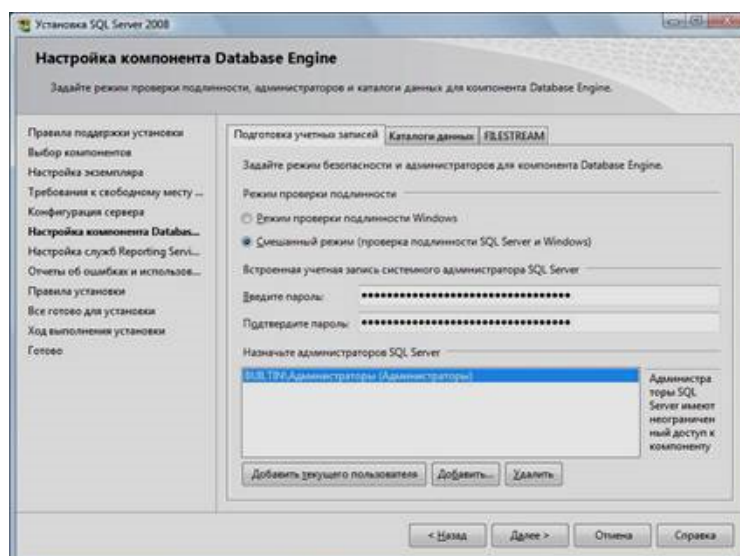 Установка SQL Server 2008
Настройка компонента Database Engine
Задайте режим проверки подлинности, администраторов и каталоги данных для компонента Database Engine.
Правила поддержки установки
Выбор компонентов
Настройка экземпляра
Требования к свободному месту ...
Конфигурация сервера
Настройка компонента Databas...
Настройка служб Reporting Servi...
Отчеты об ошибках и использов...
Правила установки
Все готово для установки
Ход выполнения установки
Готово
Подготовка учетных записей Каталоги данных FILESTREAM
Задайте режим безопасности и администраторов для компонента Database Engine.
Режим проверки подлинности
Режим проверки подлинности Windows
Смешанный режим (проверка подлинности SQL Server и Windows)
Встроенная учетная запись системного администратора SQL Server
Введите пароль:
Подтвердите пароль:
Назначьте администраторов SQL Server
BUILTIN\Администраторы (Администраторы)
Администра
торы SQL
Server имеют
неограничен
ный доступ к
компоненту
Добавить текущего пользователя Добавить... Удалить
< Назад Далее > Отмена Справка